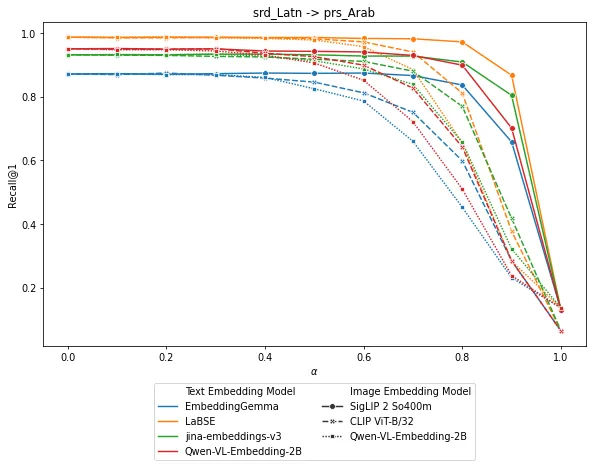 srd_Latn -> prs_Arab
1.0
0.8
0.6
0.4
0.2
Recall@1
0.0 0.2 0.4 0.6 0.8 1.0
α
Text Embedding Model Image Embedding Model
EmbeddingGemma SigLIP 2 So400m
LaBSE CLIP ViT-B/32
jina-embeddings-v3 Qwen-VL-Embedding-2B
Qwen-VL-Embedding-2B